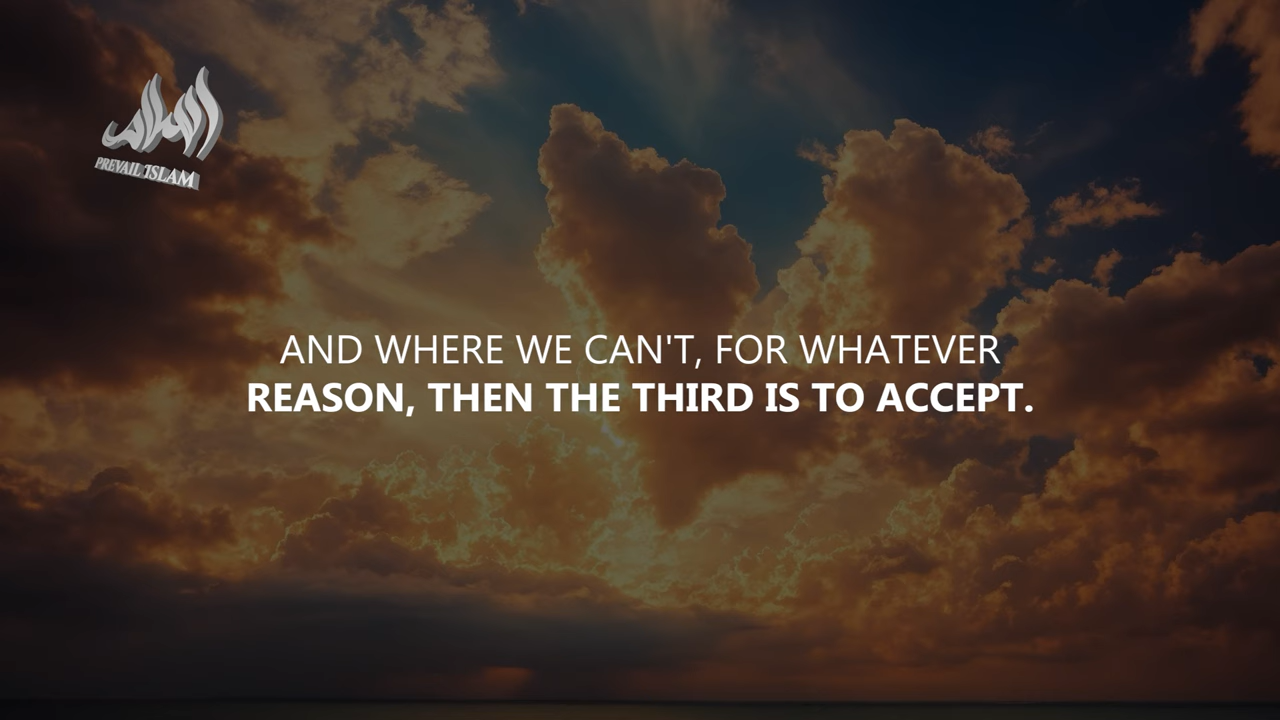 PREVAIL ISLAM
AND WHERE WE CAN'T, FOR WHATEVER
REASON, THEN THE THIRD IS TO ACCEPT.